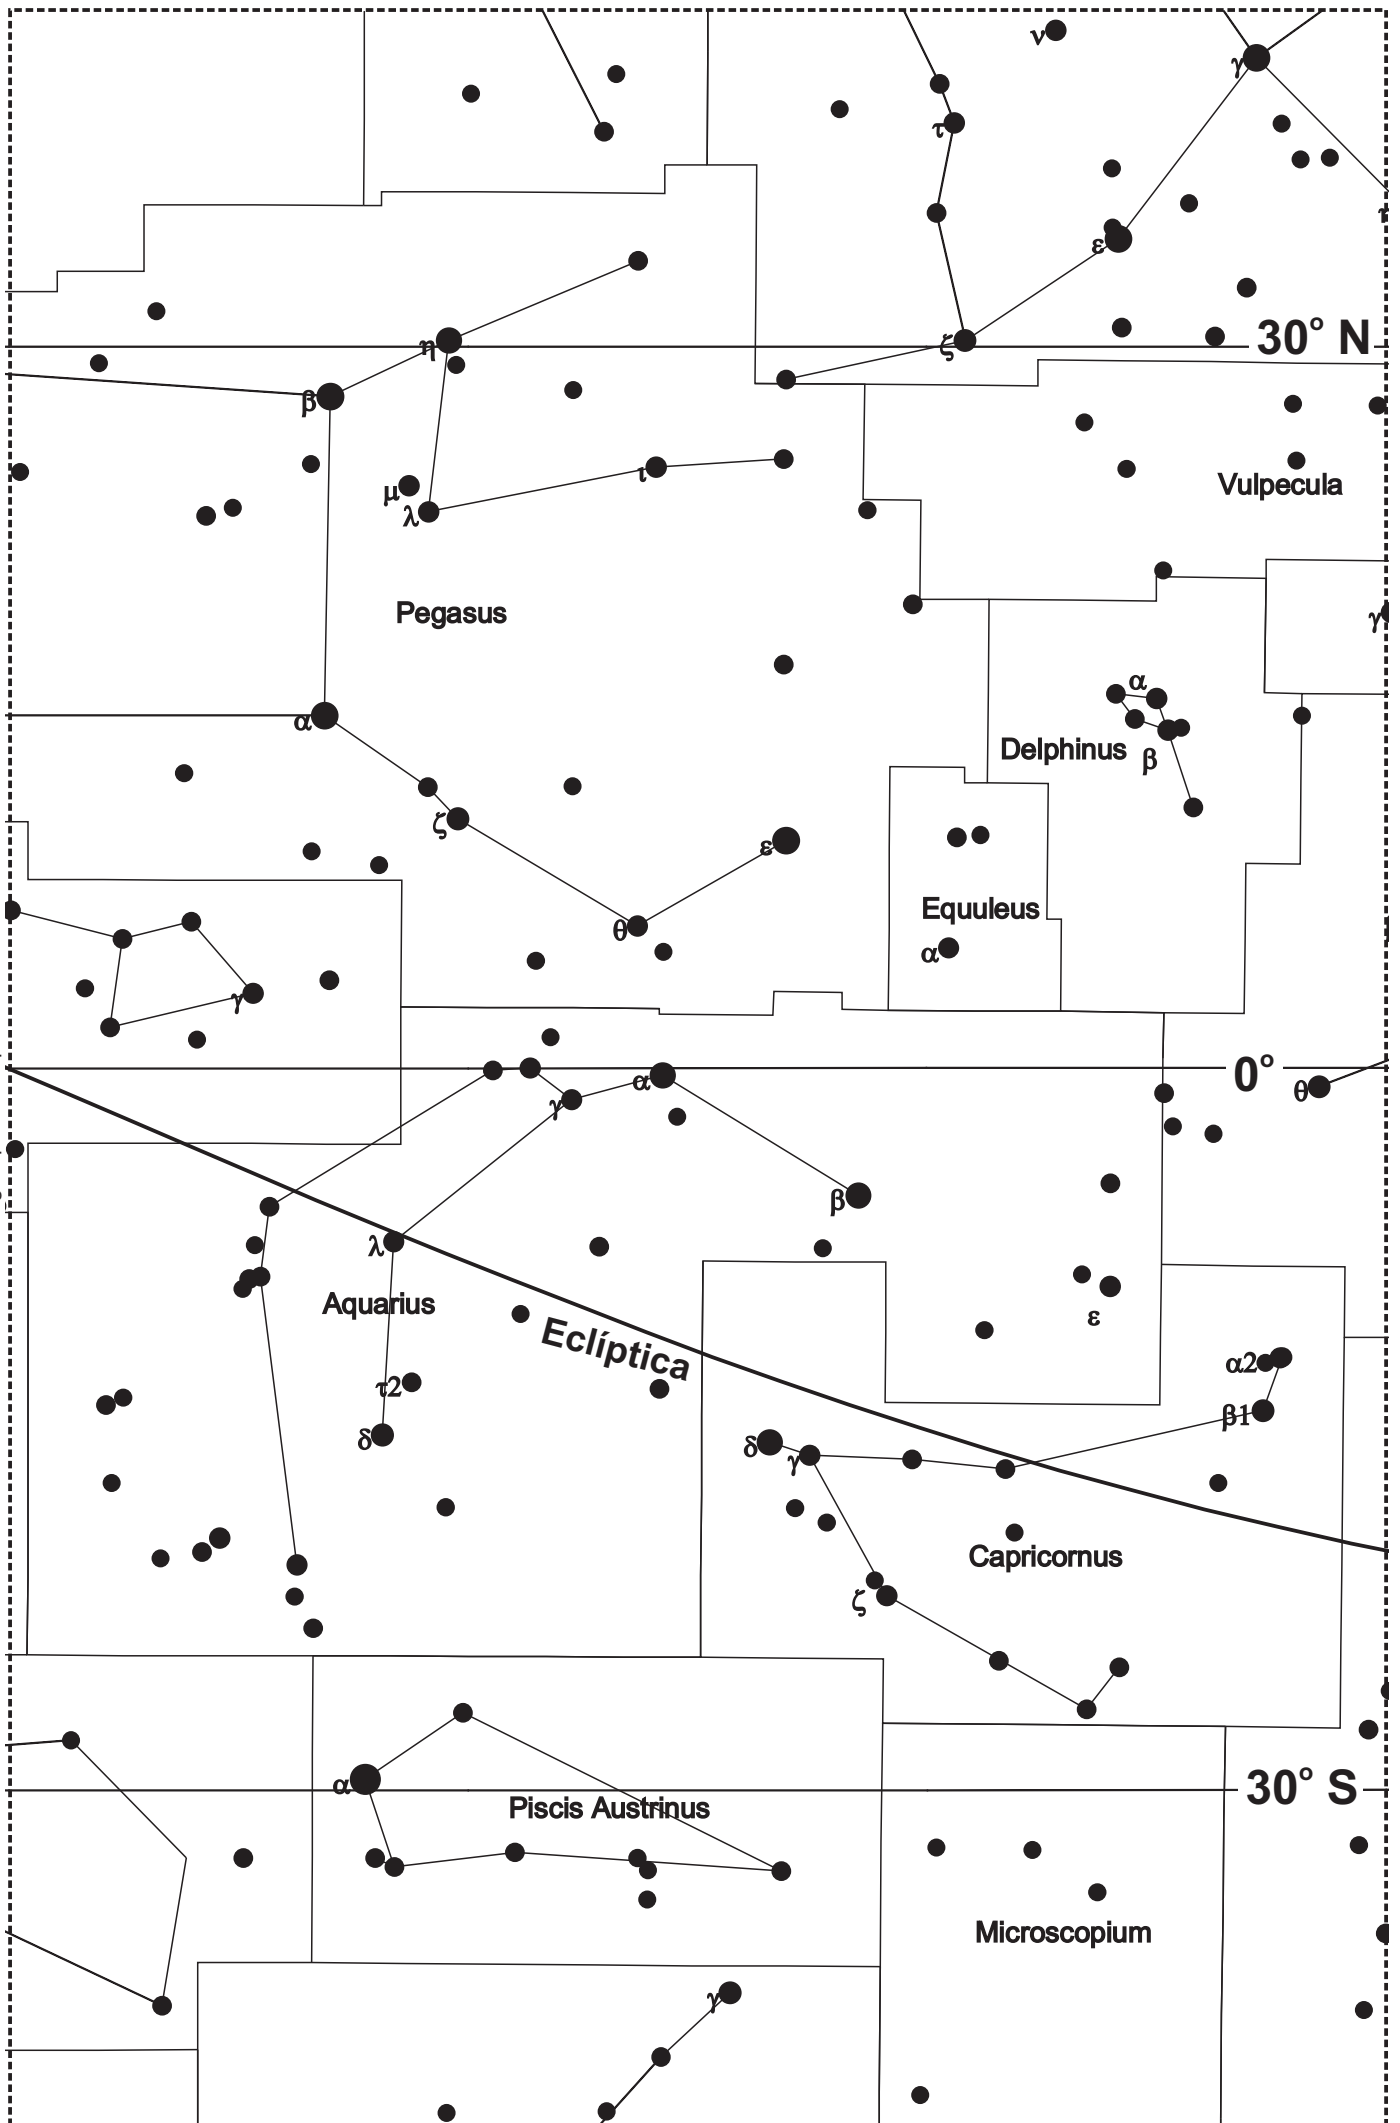 ν
γ
τ
ε
η
30° N
ζ
η
β
ι
μ
Vulpecula
λ
Pegasus
γ
α
α
Delphinus
β
ζ
ε
Equuleus
θ
α
γ
0°
α
θ
γ
β
λ
Aquarius
ε
Eclíptica
α2
τ2
β1
δ
δ
γ
Capricornus
ζ
α
30° S
Piscis Austrinus
Microscopium
γ